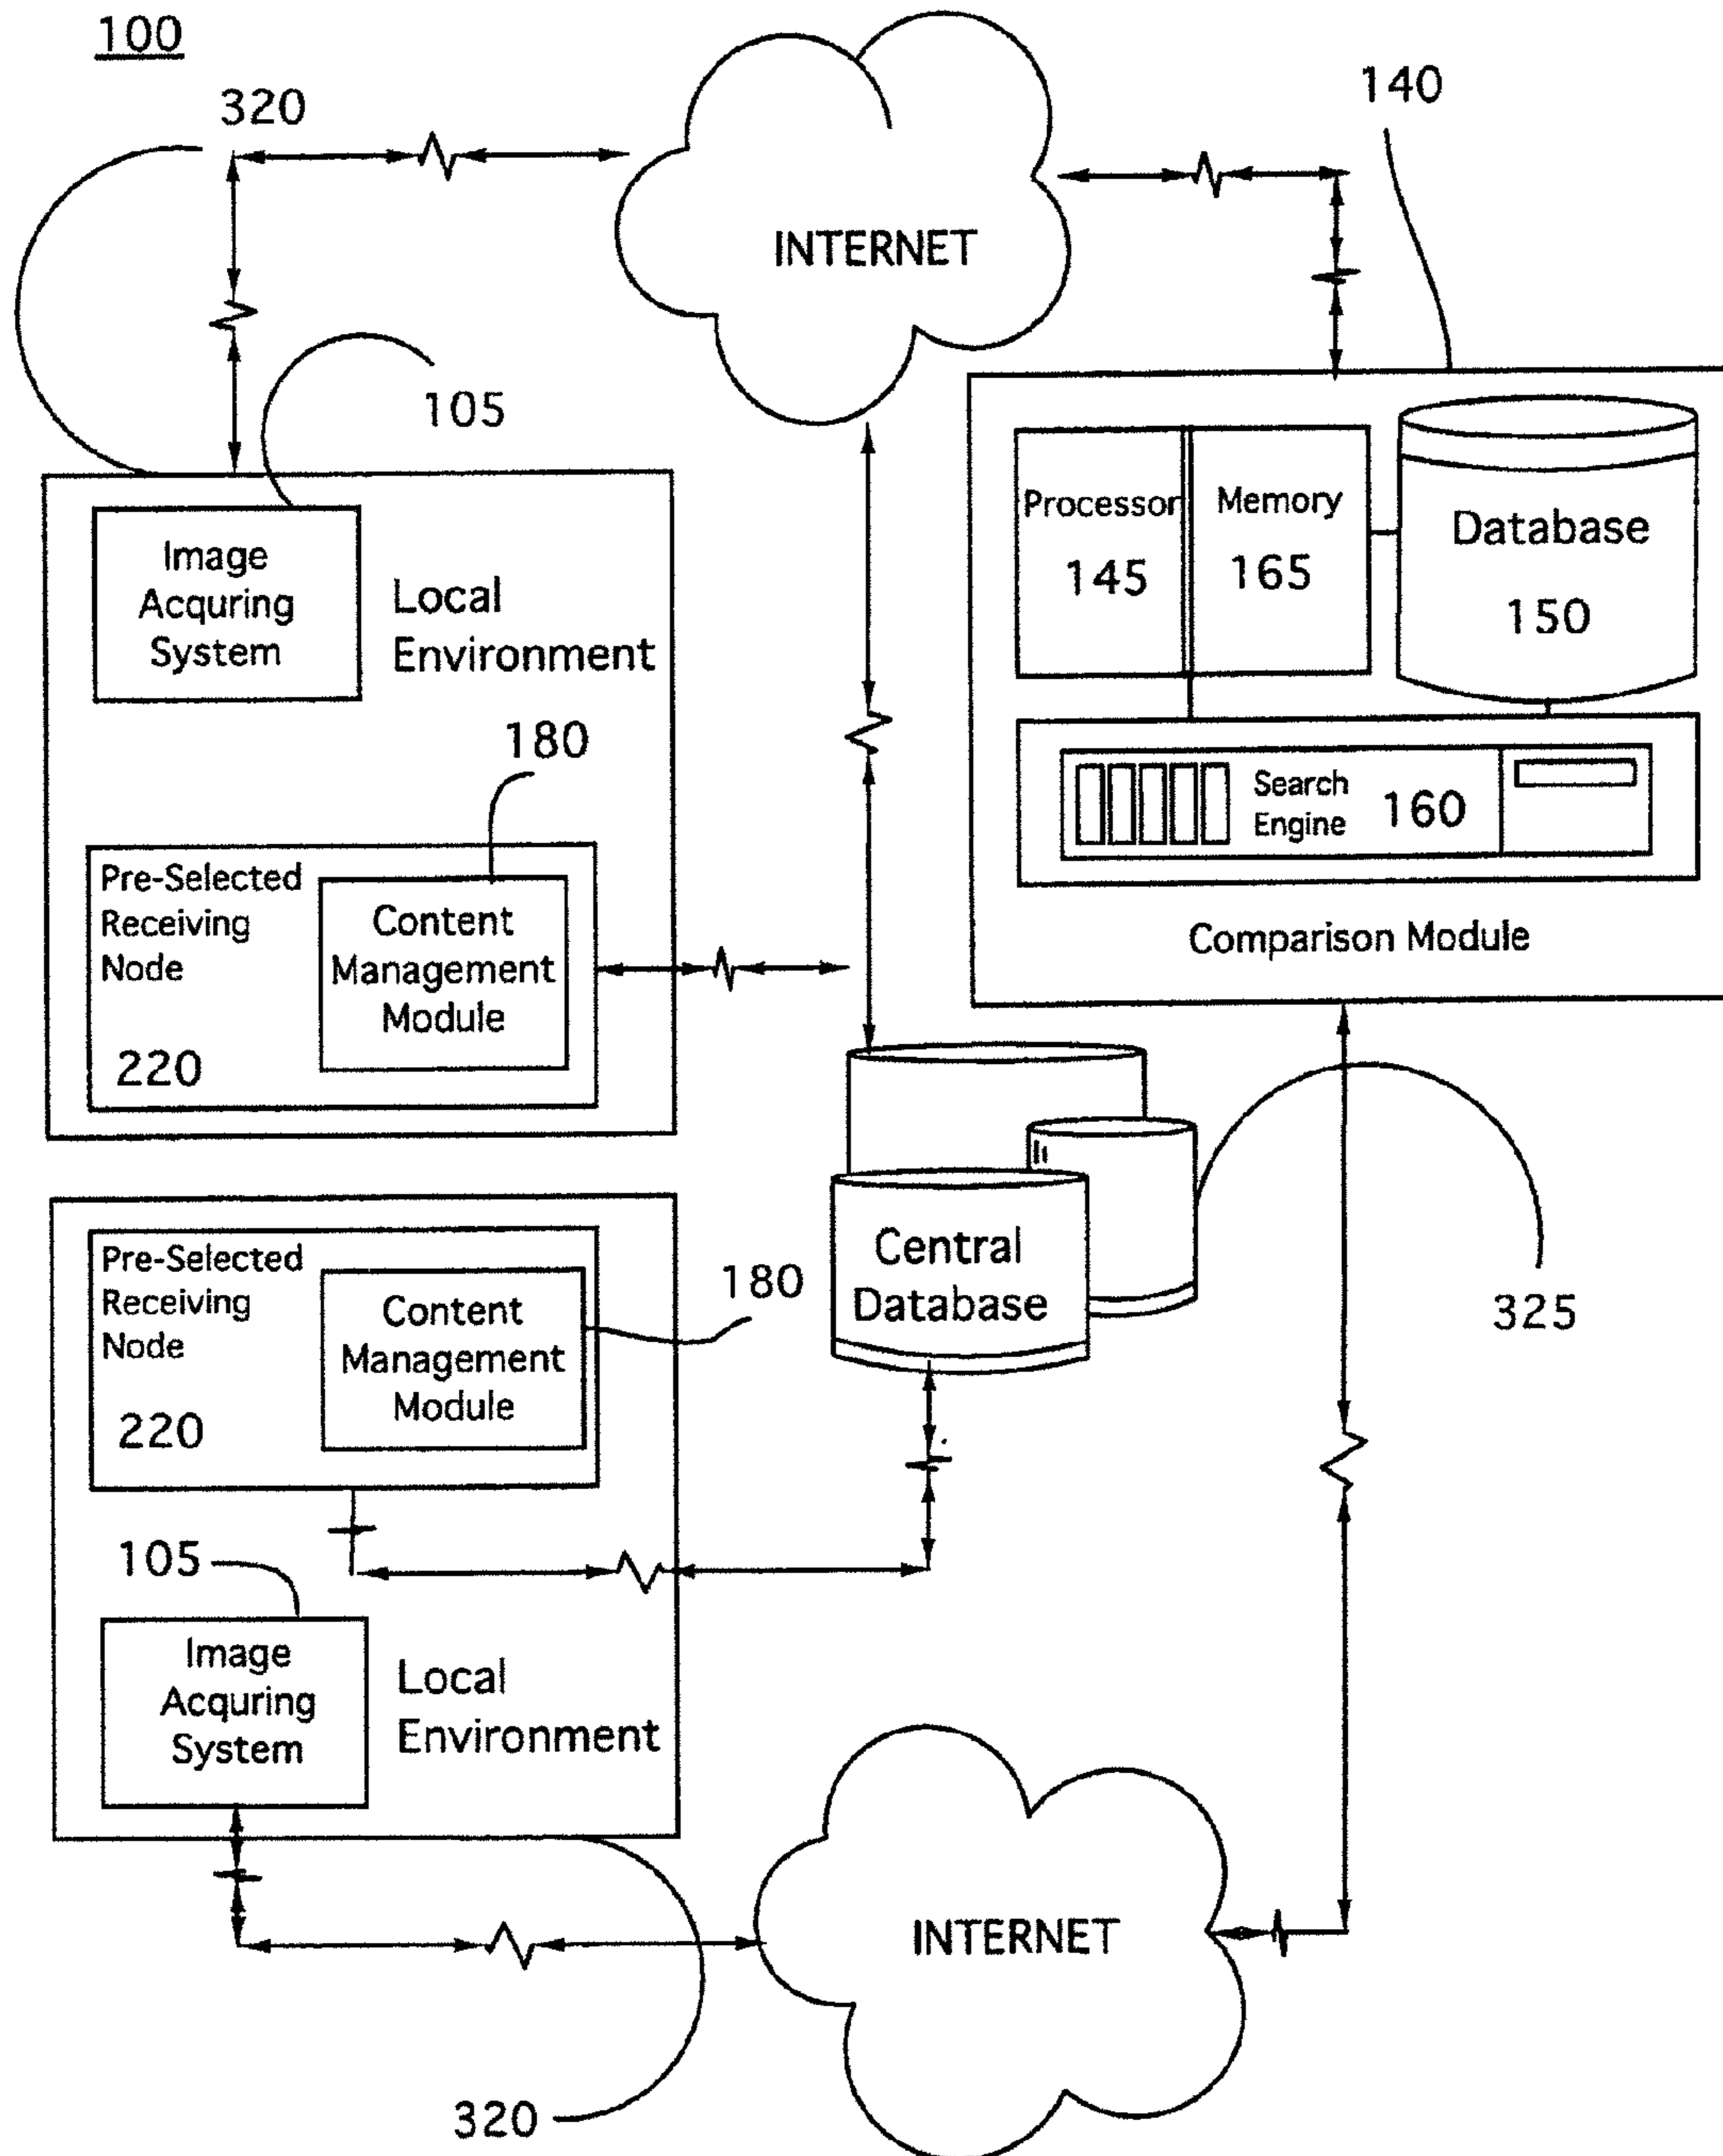 100
320
140
INTERNET
105
Image
Acquring
System
Local
Environment
180
Pre-Selected
Receiving
Node
220
Content
Management
Module
Processor
145
Memory
165
Database
150
Search
Engine
160
Comparison Module
Pre-Selected
Receiving
Node
220
Content
Management
Module
180
Central
Database
325
105
Image
Acquring
System
Local
Environment
INTERNET
320